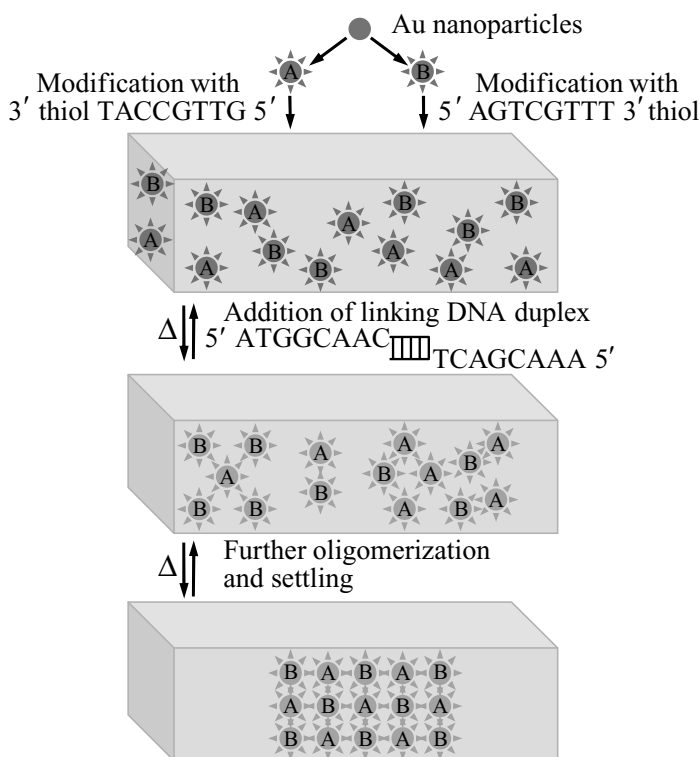 Au nanoparticles
A B
Modification with
3′ thiol TACCGTTG 5′
Modification with
5′ AGTCGTTT 3′ thiol
B
B A B B
A B
A B A
A B A A
Δ
Addition of linking DNA duplex
5′ ATGGCAAC
TCAGCAAA 5′
B B A A A
A B A B
B A
B B A B
Δ
Further oligomerization
and settling
B A B A B
A B A B A
B A B A B